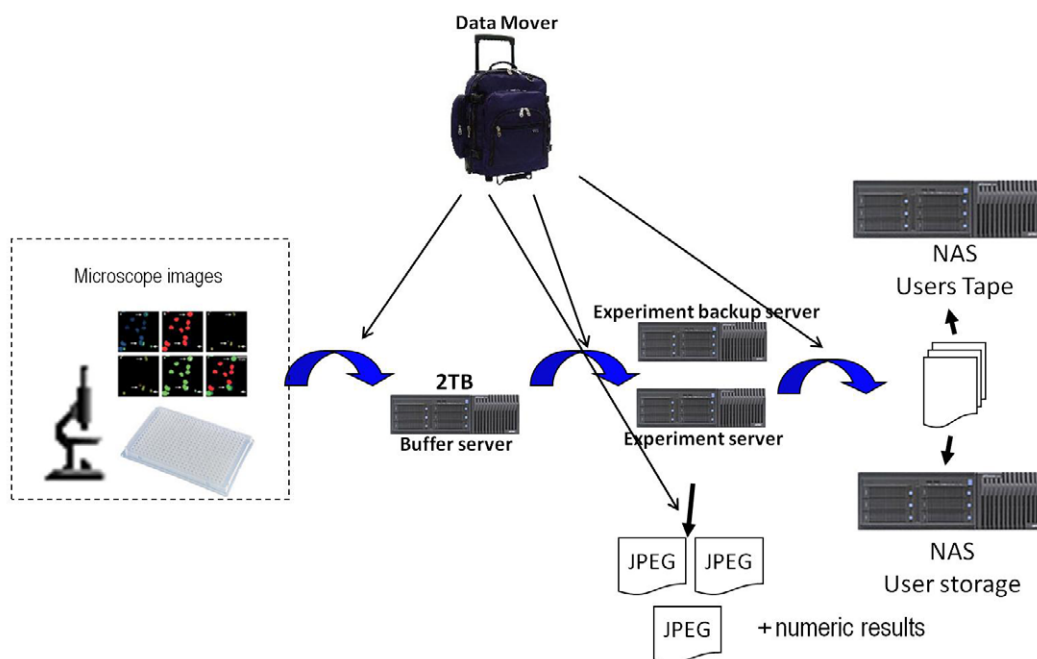 Data Mover
Microscope images
2TB
Buffer server
Experiment backup server
Experiment server
NAS
Users Tape
NAS
User storage
JPEG
JPEG
JPEG
+ numeric results